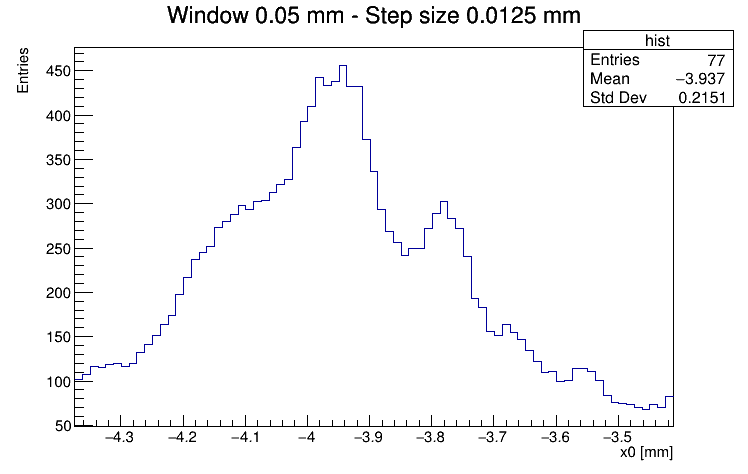 Window 0.05 mm - Step size 0.0125 mm
hist
Entries 77
Mean −3.937
Std Dev 0.2151
Entries
450
400
350
300
250
200
150
100
50
−4.3 −4.2 −4.1 −4 −3.9 −3.8 −3.7 −3.6 −3.5
x0 [mm]